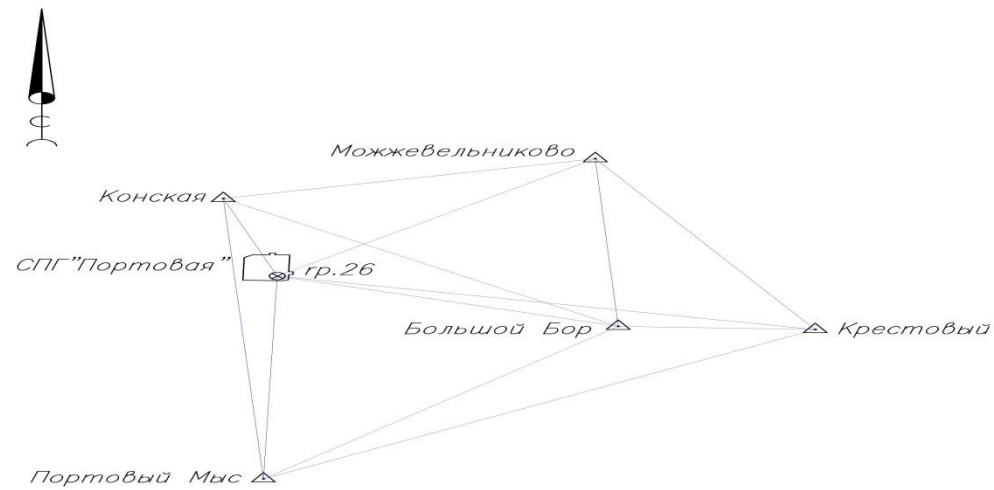 С
Можжевельниково
Конская
СПГ"Портовая"
гр.26
Большой Бор
Крестовый
Портовый Мыс